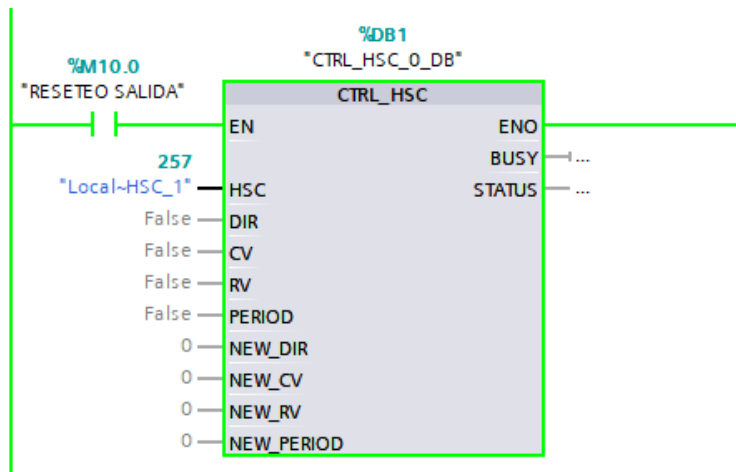 %DB1
"CTRL_HSC_0_DB"
%M10.0
"RESETEO SALIDA"
CTRL_HSC
EN ENO
BUSY ...
257
"Local~HSC_1" HSC STATUS ...
False DIR
False CV
False RV
False PERIOD
0 NEW_DIR
0 NEW_CV
0 NEW_RV
0 NEW_PERIOD